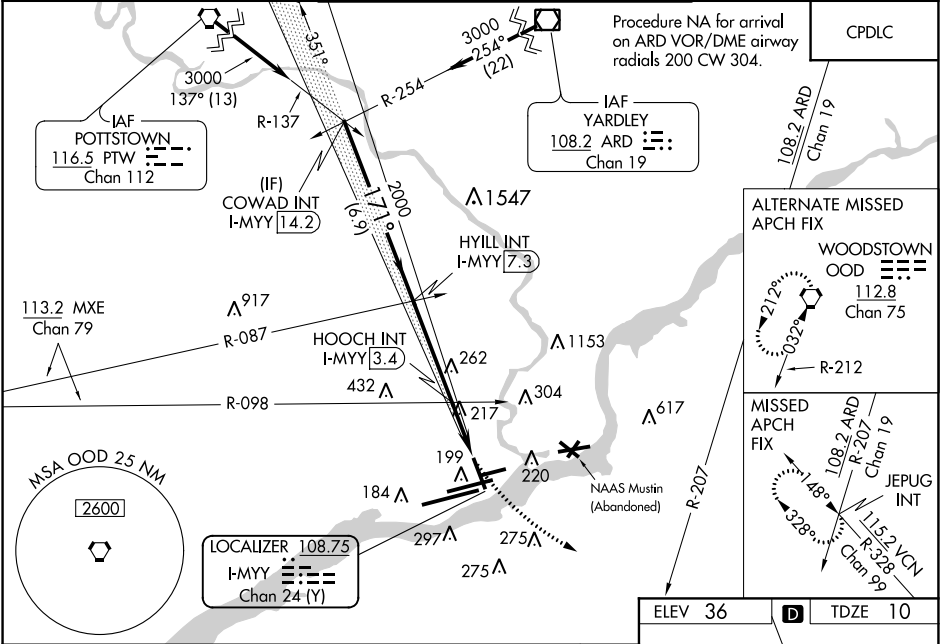 Procedure NA for arrival
on ARD VOR/DME airway
radials 200 CW 304.
CPDLC
351°
3000
254°
(22)
3000
137° (13)
R-137
R-254
IAF
POTTSTOWN
116.5 PTW
Chan 112
IAF
YARDLEY
108.2 ARD
Chan 19
108.2 ARD
Chan 19
(IF)
COWAD INT
I-MYY 14.2
2000
171°
(6.9)
1547
ALTERNATE MISSED
APCH FIX
WOODSTOWN
OOD
112.8
Chan 75
212°
032°
R-212
HYILL INT
I-MYY 7.3
113.2 MXE
Chan 79
917
R-087
HOOCH INT
I-MYY 3.4
1153
262
432
304
R-098
217
617
MISSED
APCH
FIX
108.2 ARD
R-207
Chan 19
JEPUG
INT
148°
328°
115.2 VCN
R-328
Chan 99
MSA OOD 25 NM
2600
199
220
NAAS Mustin
(Abandoned)
R-207
184
297
275
275
LOCALIZER 108.75
I-MYY
Chan 24 (Y)
ELEV 36
D
TDZE 10